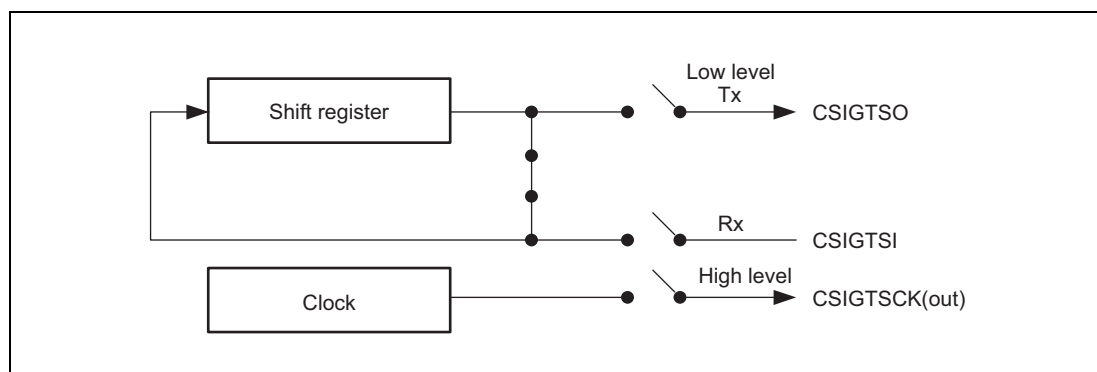 Low level
Shift register
Tx
CSIGTSO
Rx
CSIGTSI
Clock
High level
CSIGTSCK(out)